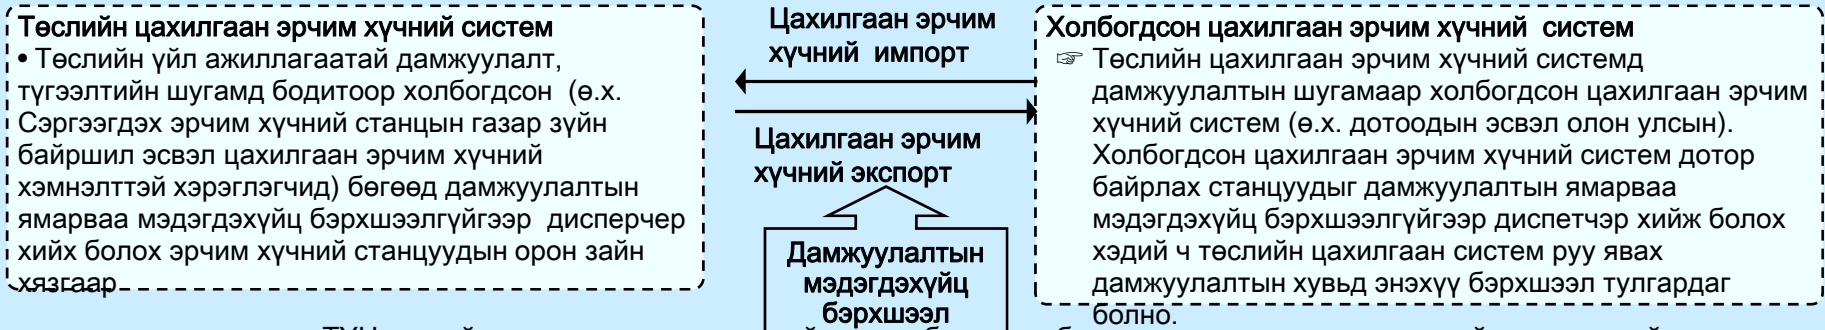 Төслийн цахилгаан эрчим хүчний систем
• Төслийн үйл ажиллагаатай дамжуулалт,
түгээлтийн шугамд бодитоор холбогдсон (ө.х.
Сэргээгдэх эрчим хүчний станцын газар зүйн
байршил эсвэл цахилгаан эрчим хүчний
хэмнэлттэй хэрэглэгчид) бөгөөд дамжуулалтын
ямарваа мэдэгдэхүйц бэрхшээлгүйгээр дисперчер
хийх болох эрчим хүчний станцуудын орон зайн
хязгаар
Цахилгаан эрчим
хүчний импорт
Цахилгаан эрчим
хүчний экспорт
Дамжуулалтын
мэдэгдэхүйц
бэрхшээл
Холбогдсон цахилгаан эрчим хүчний систем
☞ Төслийн цахилгаан эрчим хүчний системд
дамжуулалтын шугамаар холбогдсон цахилгаан эрчим
хүчний систем (ө.х. дотоодын эсвэл олон улсын).
Холбогдсон цахилгаан эрчим хүчний систем дотор
байрлах станцуудыг дамжуулалтын ямарваа
мэдэгдэхүйц бэрхшээлгүйгээр диспетчэр хийж болох
хэдий ч төслийн цахилгаан систем руу явах
дамжуулалтын хувьд энэхүү бэрхшээл тулгардаг
болно.